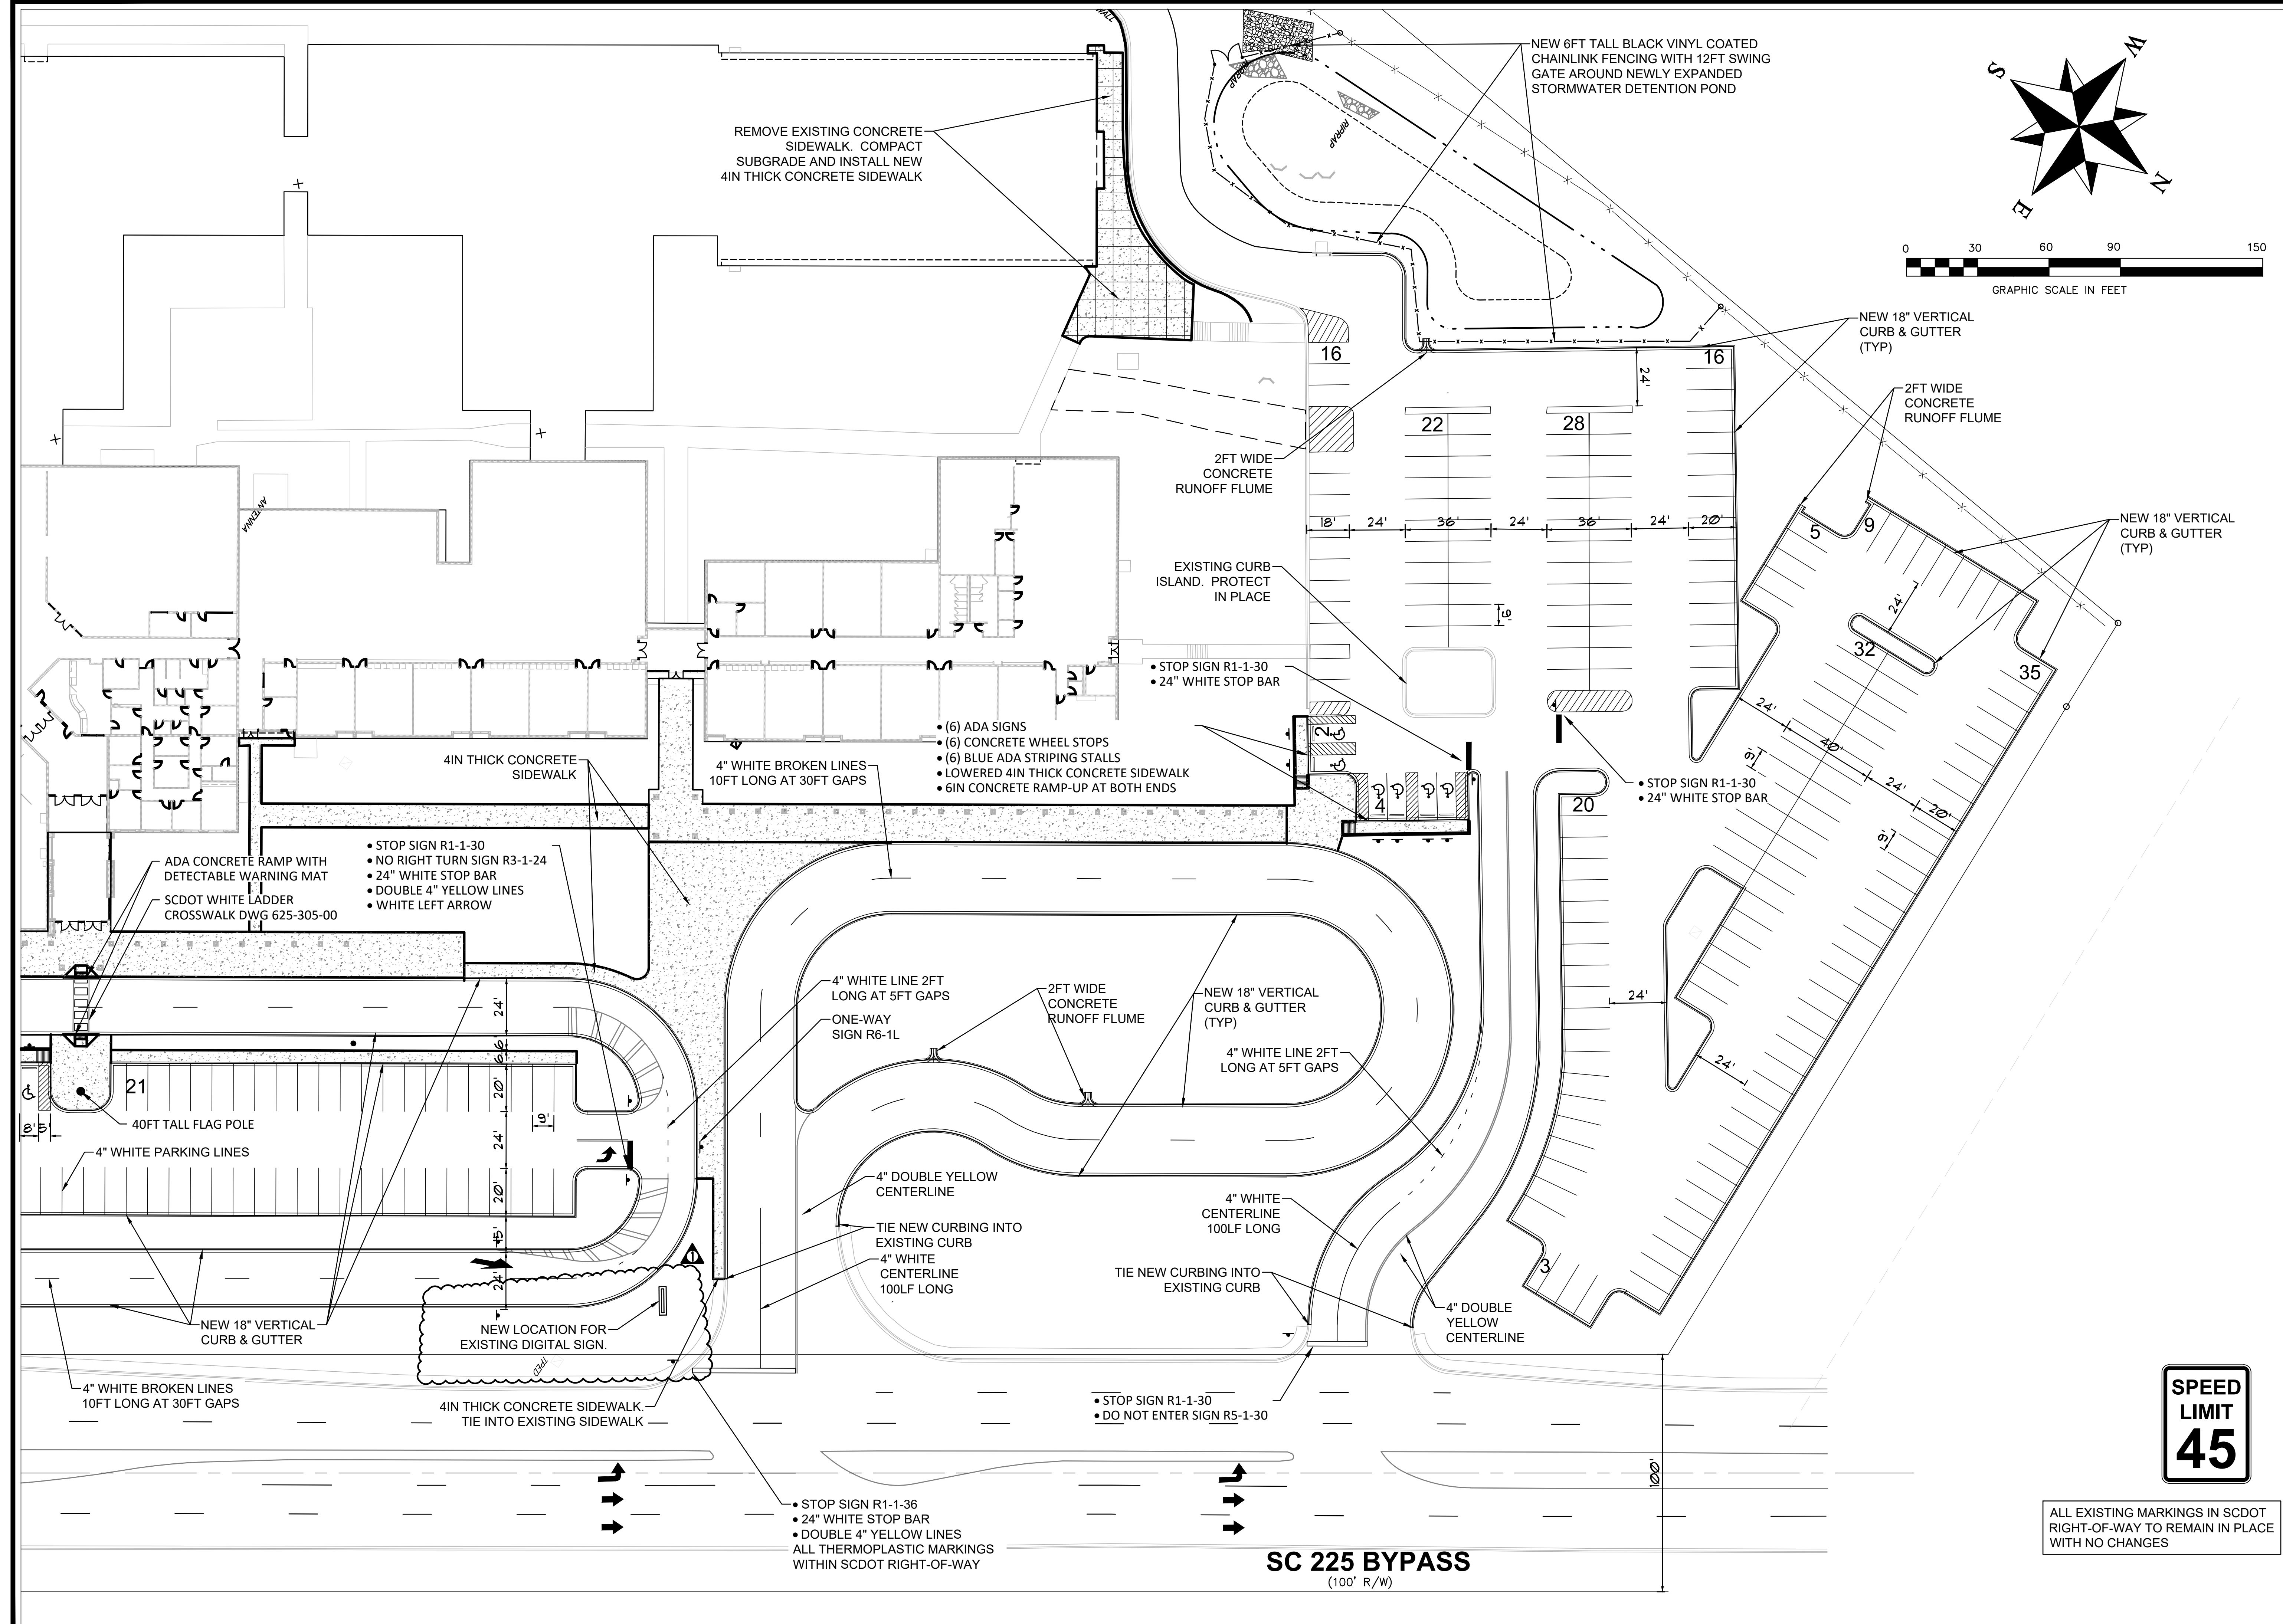 WALL
NEW 6FT TALL BLACK VINYL COATED
CHAINLINK FENCING WITH 12FT SWING
GATE AROUND NEWLY EXPANDED
STORMWATER DETENTION POND
W
S
N
E
RIPRAP
RIPRAP
REMOVE EXISTING CONCRETE
SIDEWALK. COMPACT
SUBGRADE AND INSTALL NEW
4IN THICK CONCRETE SIDEWALK
0 30 60 90 150
GRAPHIC SCALE IN FEET
NEW 18" VERTICAL
CURB & GUTTER
(TYP)
16
16
24'
2FT WIDE
CONCRETE
RUNOFF FLUME
22
28
2FT WIDE
CONCRETE
RUNOFF FLUME
ANTENNA
18' 24' 36' 24' 36' 24' 20'
5
9
NEW 18" VERTICAL
CURB & GUTTER
(TYP)
EXISTING CURB
ISLAND. PROTECT
IN PLACE
9'
24'
32
35
• STOP SIGN R1-1-30
• 24" WHITE STOP BAR
24'
40'
24'
20'
9'
9'
• (6) ADA SIGNS
• (6) CONCRETE WHEEL STOPS
• (6) BLUE ADA STRIPING STALLS
• LOWERED 4IN THICK CONCRETE SIDEWALK
• 6IN CONCRETE RAMP-UP AT BOTH ENDS
2
4
4IN THICK CONCRETE
SIDEWALK
4" WHITE BROKEN LINES
10FT LONG AT 30FT GAPS
• STOP SIGN R1-1-30
• 24" WHITE STOP BAR
20
ADA CONCRETE RAMP WITH
DETECTABLE WARNING MAT
SCDOT WHITE LADDER
CROSSWALK DWG 625-305-00
• STOP SIGN R1-1-30
• NO RIGHT TURN SIGN R3-1-24
• 24" WHITE STOP BAR
• DOUBLE 4" YELLOW LINES
• WHITE LEFT ARROW
4" WHITE LINE 2FT
LONG AT 5FT GAPS
ONE-WAY
SIGN R6-1L
2FT WIDE
CONCRETE
RUNOFF FLUME
NEW 18" VERTICAL
CURB & GUTTER
(TYP)
4" WHITE LINE 2FT
LONG AT 5FT GAPS
24'
24'
24'
6'
6'
20'
24'
20'
15'
24'
9'
21
8' 5'
40FT TALL FLAG POLE
4" WHITE PARKING LINES
4" DOUBLE YELLOW
CENTERLINE
TIE NEW CURBING INTO
EXISTING CURB
4" WHITE
CENTERLINE
100LF LONG
4" WHITE
CENTERLINE
100LF LONG
TIE NEW CURBING INTO
EXISTING CURB
4" DOUBLE
YELLOW
CENTERLINE
3
1
NEW 18" VERTICAL
CURB & GUTTER
NEW LOCATION FOR
EXISTING DIGITAL SIGN.
TPED
4" WHITE BROKEN LINES
10FT LONG AT 30FT GAPS
4IN THICK CONCRETE SIDEWALK.
TIE INTO EXISTING SIDEWALK
• STOP SIGN R1-1-30
• DO NOT ENTER SIGN R5-1-30
100'
SPEED
LIMIT
45
• STOP SIGN R1-1-36
• 24" WHITE STOP BAR
• DOUBLE 4" YELLOW LINES
ALL THERMOPLASTIC MARKINGS
WITHIN SCDOT RIGHT-OF-WAY
SC 225 BYPASS
(100' R/W)
ALL EXISTING MARKINGS IN SCDOT
RIGHT-OF-WAY TO REMAIN IN PLACE
WITH NO CHANGES